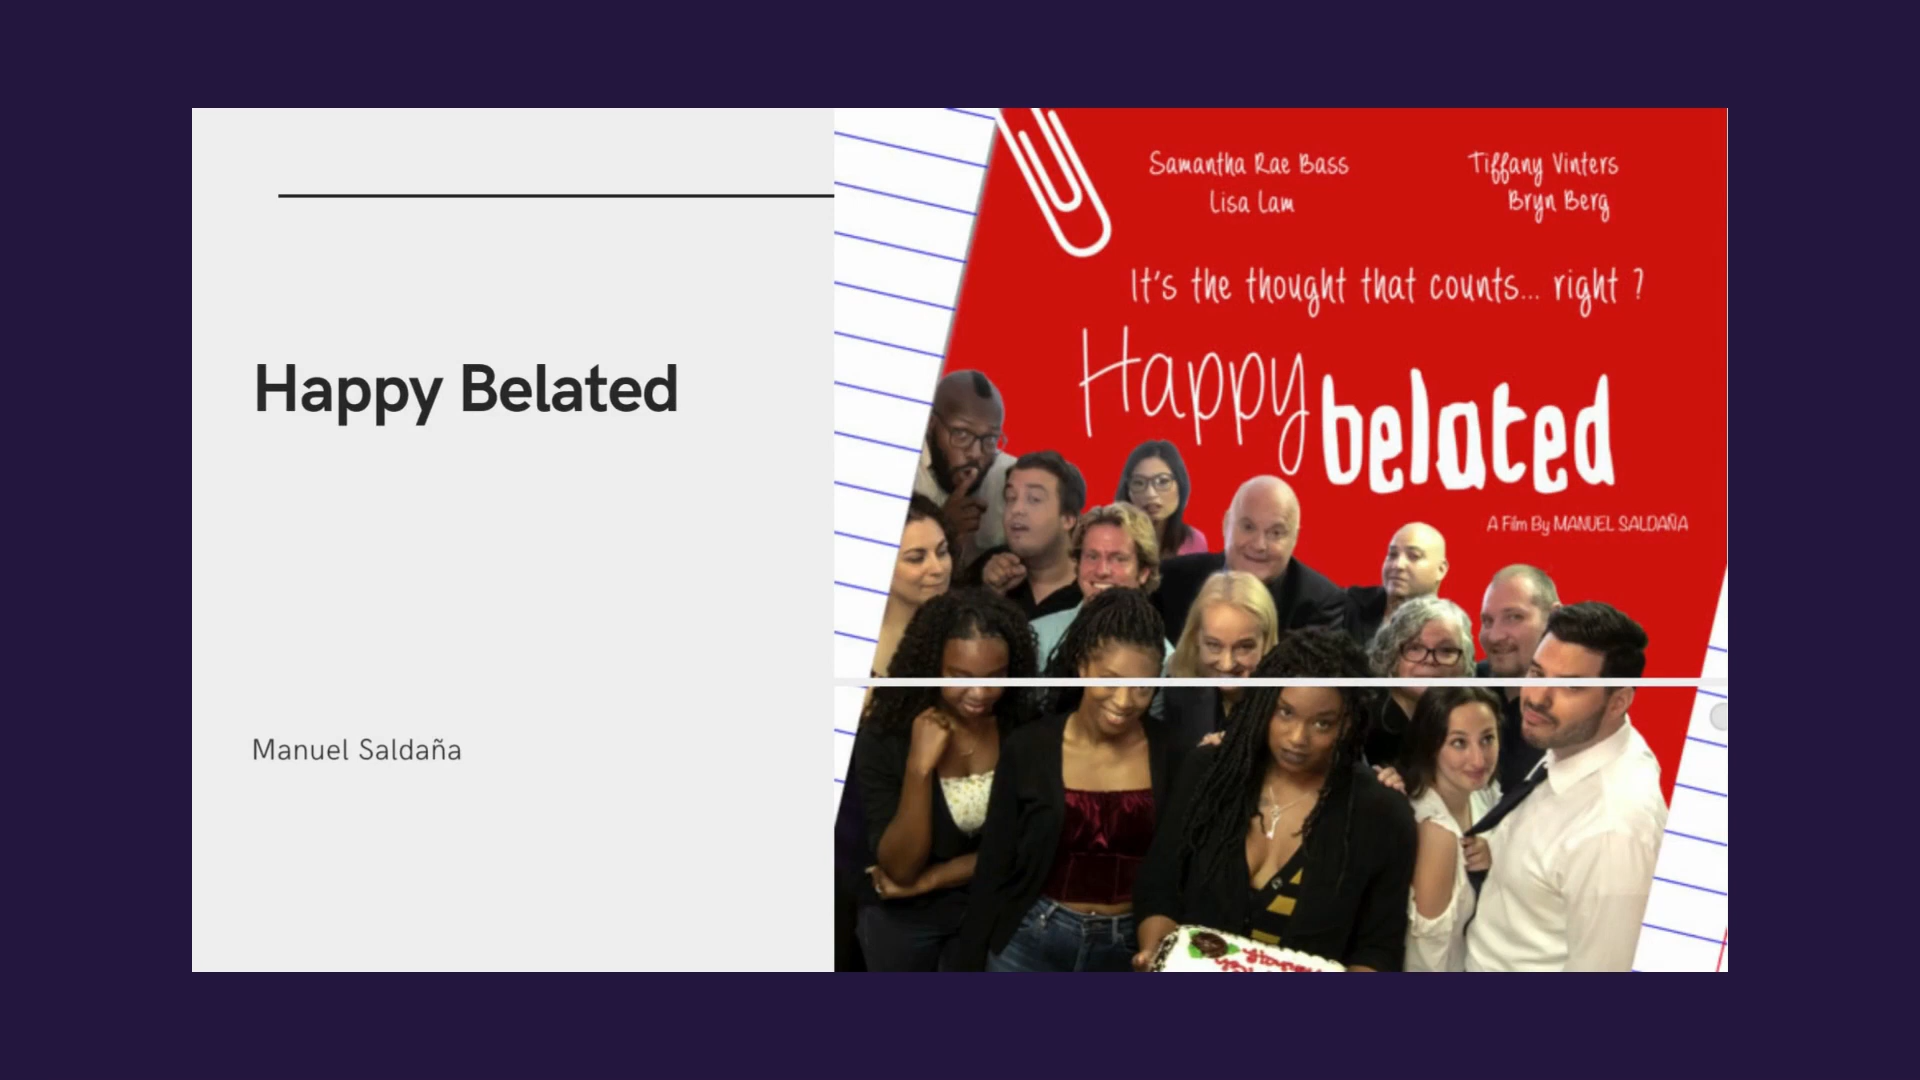 Happy Belated
Manuel Saldaña
Samantha Rae Bass
Lisa Lam
Tiffany Vinters
Bryn Berg
It's the thought that counts... right ?
Happy belated
A Film By MANUEL SALDAÑA